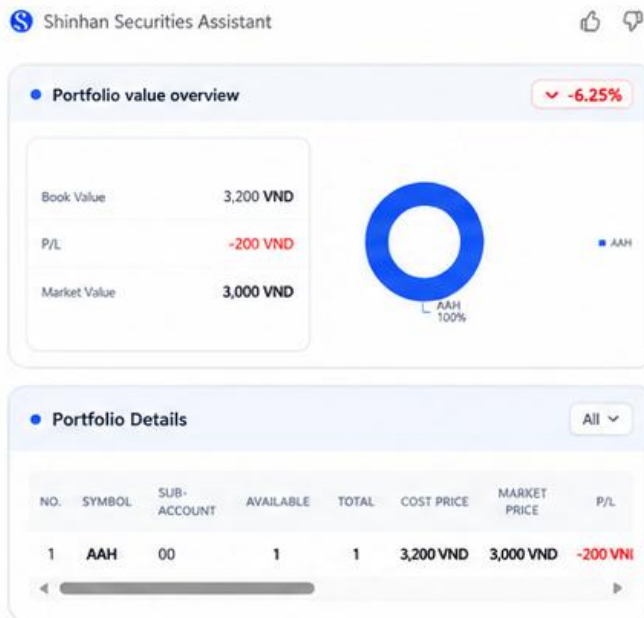 Shinhan Securities Assistant
Portfolio value overview
-6.25%
Book Value 3,200 VND
P/L -200 VND
Market Value 3,000 VND
AAH
AAH
100%
Portfolio Details
All
NO. SYMBOL SUB-ACCOUNT AVAILABLE TOTAL COST PRICE MARKET PRICE P/L
1 AAH 00 1 1 3,200 VND 3,000 VND -200 VN